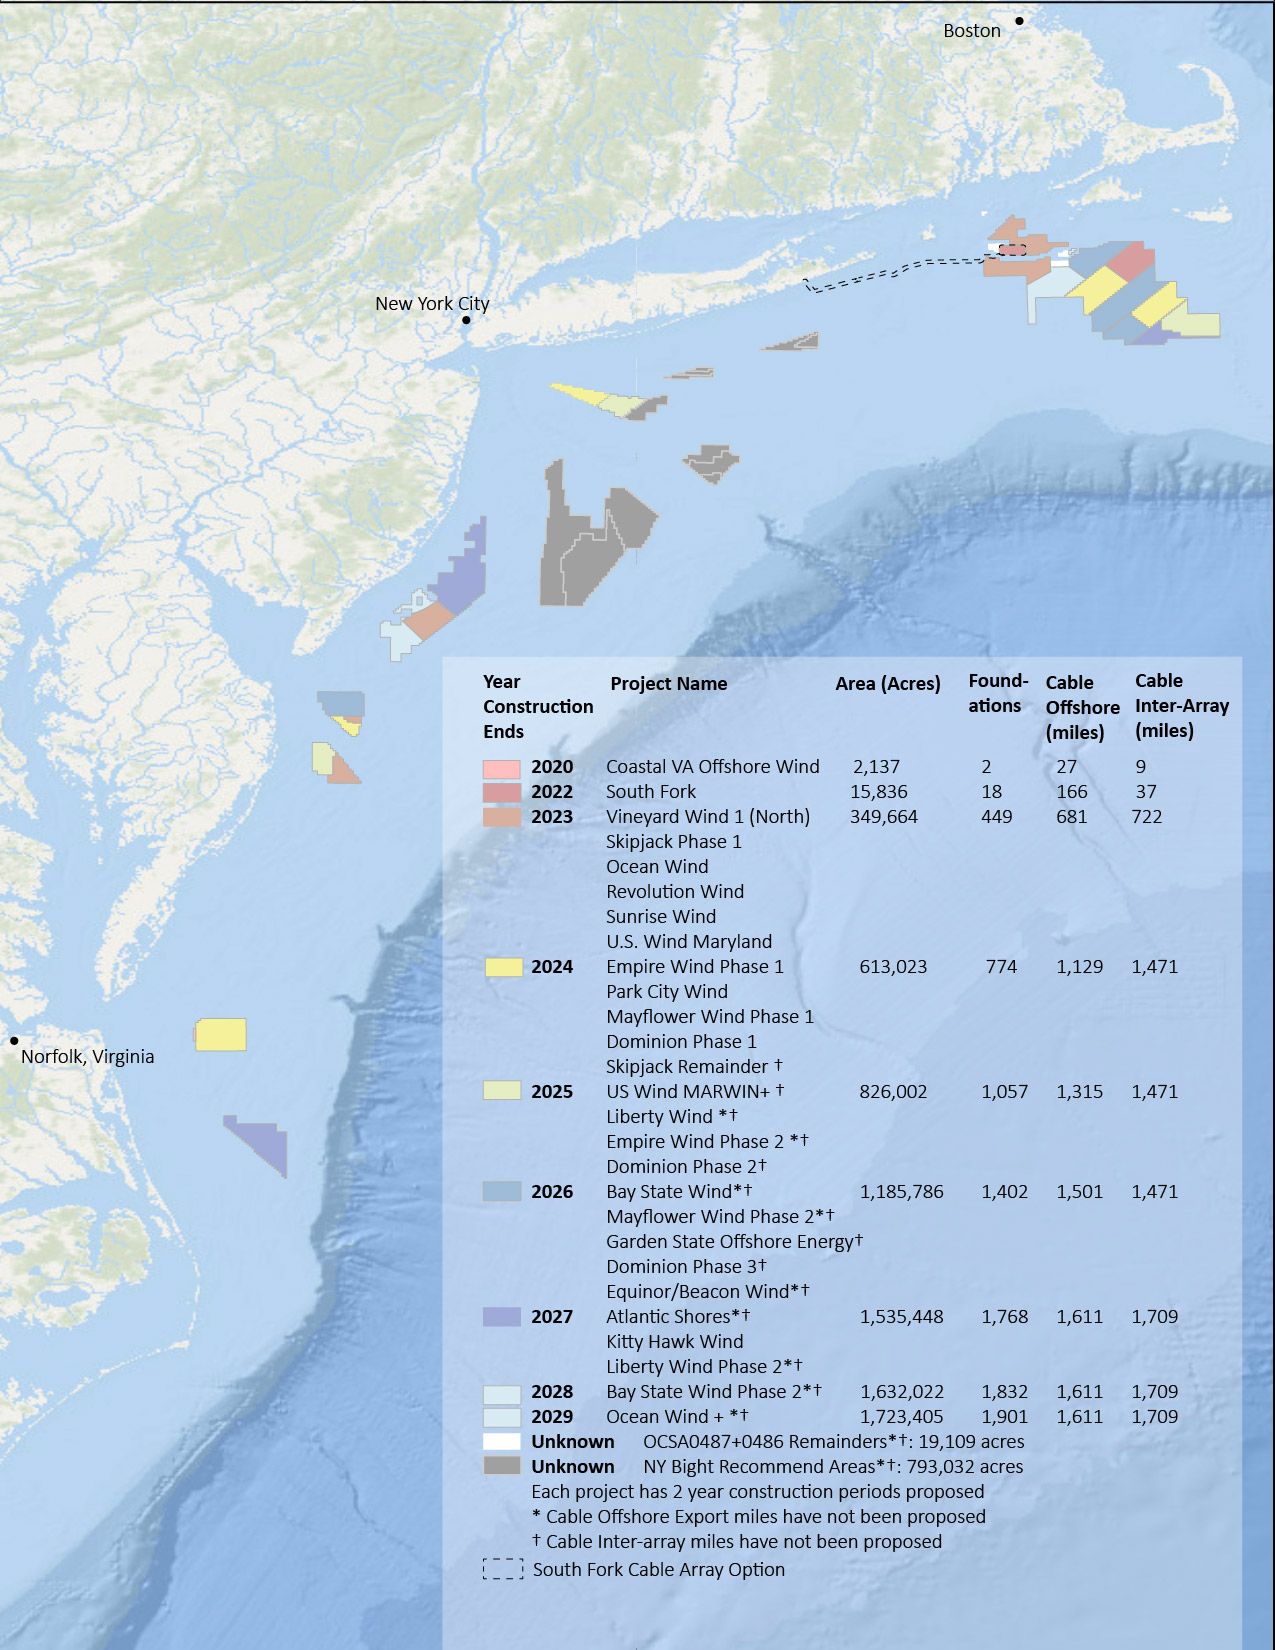 Boston
New York City
Norfolk, Virginia
Year Construction Ends Project Name Area (Acres) Found-ations Cable Offshore (miles) Cable Inter-Array (miles)
2020 Coastal VA Offshore Wind 2,137 2 27 9
2022 South Fork 15,836 18 166 37
2023 Vineyard Wind 1 (North) 349,664 449 681 722
Skipjack Phase 1
Ocean Wind
Revolution Wind
Sunrise Wind
U.S. Wind Maryland
2024 Empire Wind Phase 1 613,023 774 1,129 1,471
Park City Wind
Mayflower Wind Phase 1
Dominion Phase 1
Skipjack Remainder †
2025 US Wind MARWIN+ † 826,002 1,057 1,315 1,471
Liberty Wind *†
Empire Wind Phase 2 *†
Dominion Phase 2†
2026 Bay State Wind*† 1,185,786 1,402 1,501 1,471
Mayflower Wind Phase 2*†
Garden State Offshore Energy†
Dominion Phase 3†
Equinor/Beacon Wind*†
2027 Atlantic Shores*† 1,535,448 1,768 1,611 1,709
Kitty Hawk Wind
Liberty Wind Phase 2*†
2028 Bay State Wind Phase 2*† 1,632,022 1,832 1,611 1,709
2029 Ocean Wind + *† 1,723,405 1,901 1,611 1,709
Unknown OCSA0487+0486 Remainders*†: 19,109 acres
Unknown NY Bight Recommend Areas*†: 793,032 acres
Each project has 2 year construction periods proposed
* Cable Offshore Export miles have not been proposed
† Cable Inter-array miles have not been proposed
South Fork Cable Array Option